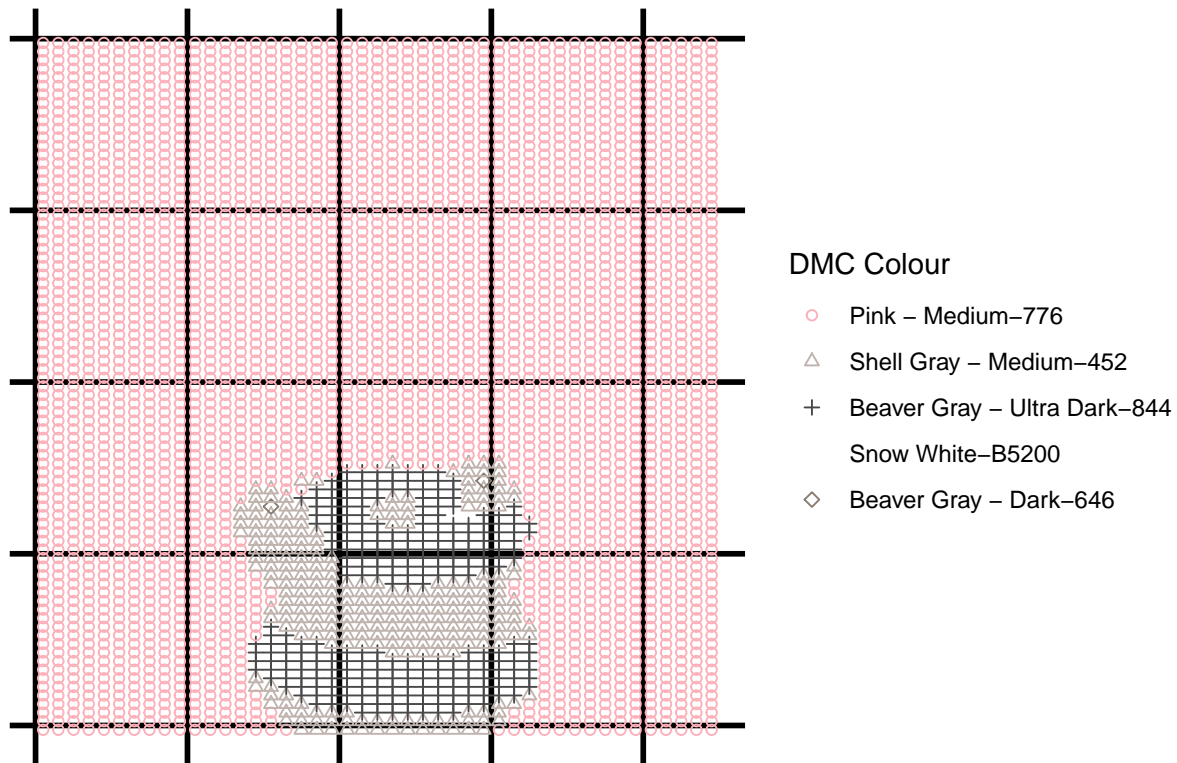 DMC Colour
Pink − Medium−776
Shell Gray − Medium−452
Beaver Gray − Ultra Dark−844
Snow White−B5200
Beaver Gray − Dark−646